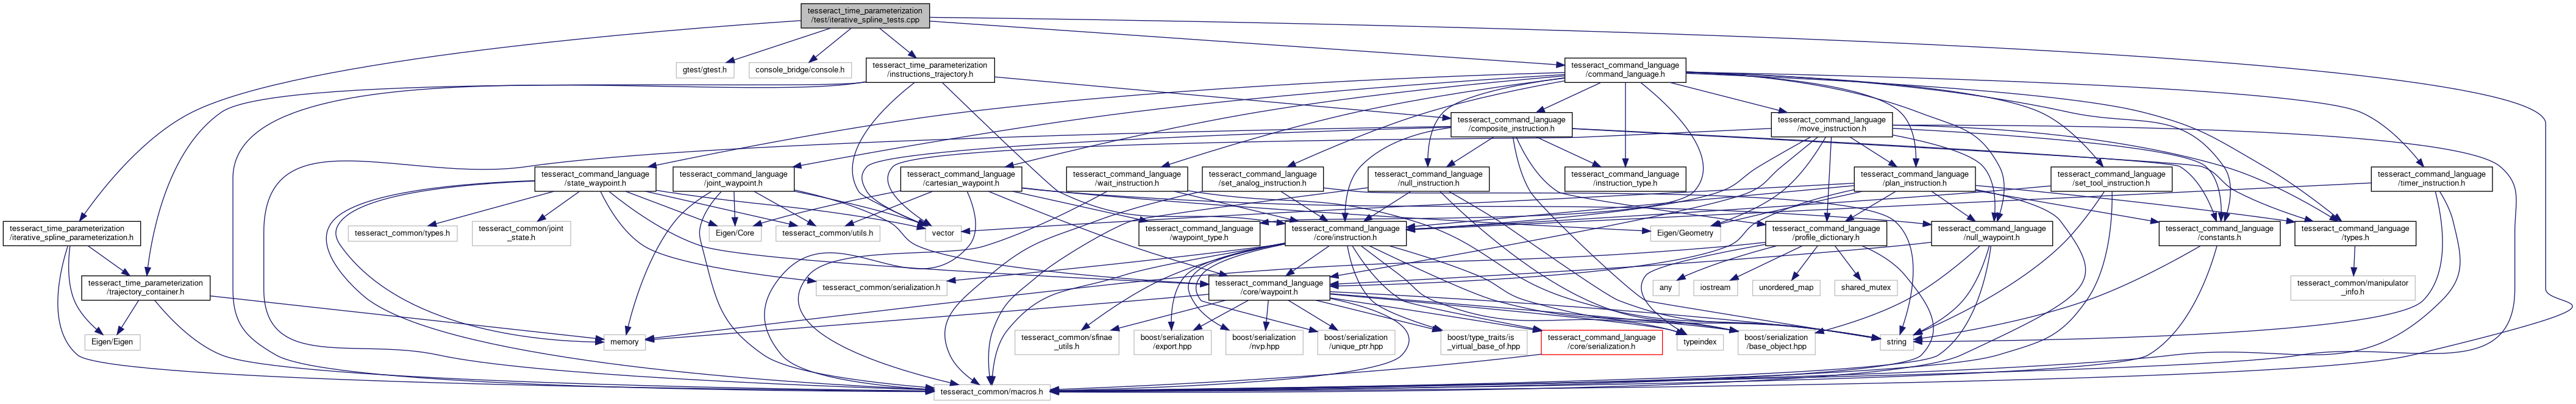 tesseract_time_parameterization
/test/iterative_spline_tests.cpp
gtest/gtest.h
console_bridge/console.h
tesseract_time_parameterization
/instructions_trajectory.h
tesseract_command_language
/command_language.h
tesseract_command_language
/composite_instruction.h
tesseract_command_language
/move_instruction.h
tesseract_command_language
/state_waypoint.h
tesseract_command_language
/joint_waypoint.h
tesseract_command_language
/cartesian_waypoint.h
tesseract_command_language
/wait_instruction.h
tesseract_command_language
/set_analog_instruction.h
tesseract_command_language
/null_instruction.h
tesseract_command_language
/instruction_type.h
tesseract_command_language
/plan_instruction.h
tesseract_command_language
/set_tool_instruction.h
tesseract_command_language
/timer_instruction.h
tesseract_time_parameterization
/iterative_spline_parameterization.h
tesseract_common/types.h
tesseract_common/joint
_state.h
Eigen/Core
tesseract_common/utils.h
vector
tesseract_command_language
/waypoint_type.h
tesseract_command_language
/core/instruction.h
Eigen/Geometry
tesseract_command_language
/profile_dictionary.h
tesseract_command_language
/null_waypoint.h
tesseract_command_language
/constants.h
tesseract_command_language
/types.h
tesseract_time_parameterization
/trajectory_container.h
tesseract_common/serialization.h
tesseract_command_language
/core/waypoint.h
any
iostream
unordered_map
shared_mutex
tesseract_common/manipulator
_info.h
Eigen/Eigen
memory
tesseract_common/sfinae
_utils.h
boost/serialization
/export.hpp
boost/serialization
/nvp.hpp
boost/serialization
/unique_ptr.hpp
boost/type_traits/is
_virtual_base_of.hpp
tesseract_command_language
/core/serialization.h
typeindex
boost/serialization
/base_object.hpp
string
tesseract_common/macros.h